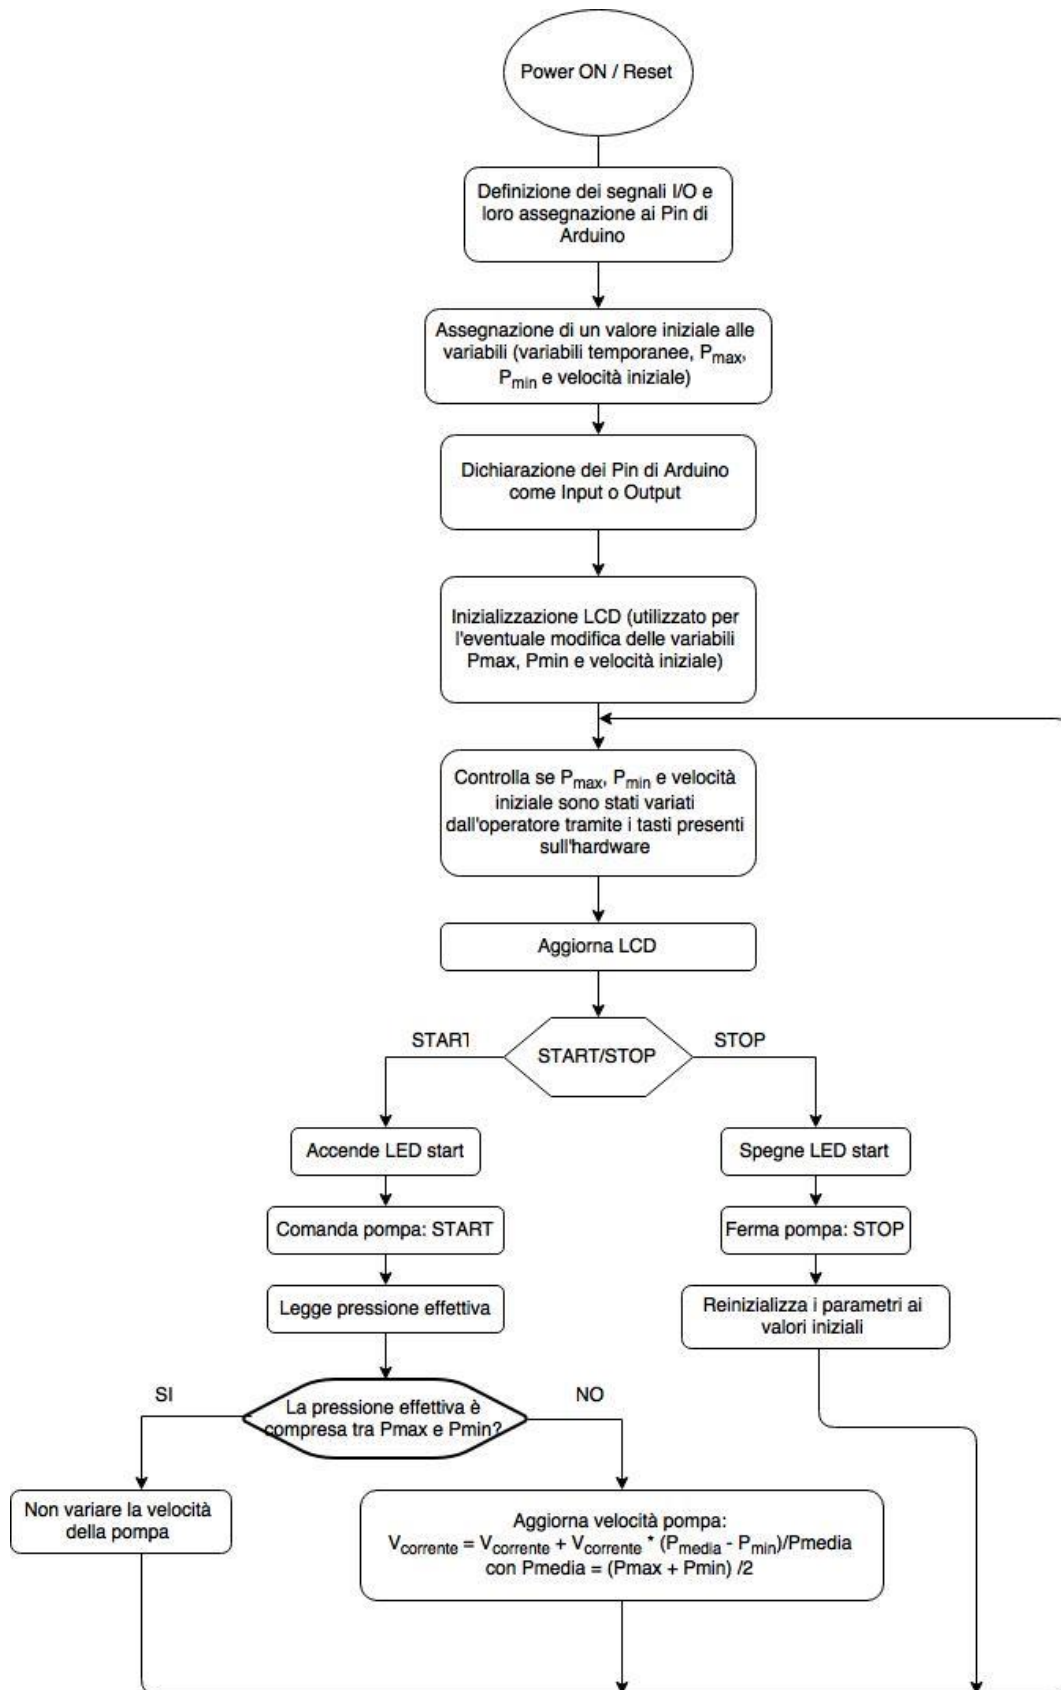 Power ON / Reset
Definizione dei segnali I/O e
loro assegnazione ai Pin di
Arduino
Assegnazione di un valore iniziale alle
variabili (variabili temporanee, Pmax,
Pmin e velocità iniziale)
Dichiarazione dei Pin di Arduino
come Input o Output
Inizializzazione LCD (utilizzato per
l'eventuale modifica delle variabili
Pmax, Pmin e velocità iniziale)
Controlla se Pmax, Pmin e velocità
iniziale sono stati variati
dall'operatore tramite i tasti presenti
sull'hardware
Aggiorna LCD
START
START/STOP
STOP
Accende LED start
Spegne LED start
Comanda pompa: START
Ferma pompa: STOP
Legge pressione effettiva
Reinizializza i parametri ai
valori iniziali
SI
La pressione effettiva è
compresa tra Pmax e Pmin?
NO
Non variare la velocità
della pompa
Aggiorna velocità pompa:
Vcorrente = Vcorrente + Vcorrente * (Pmedia - Pmin)/Pmedia
con Pmedia = (Pmax + Pmin) /2